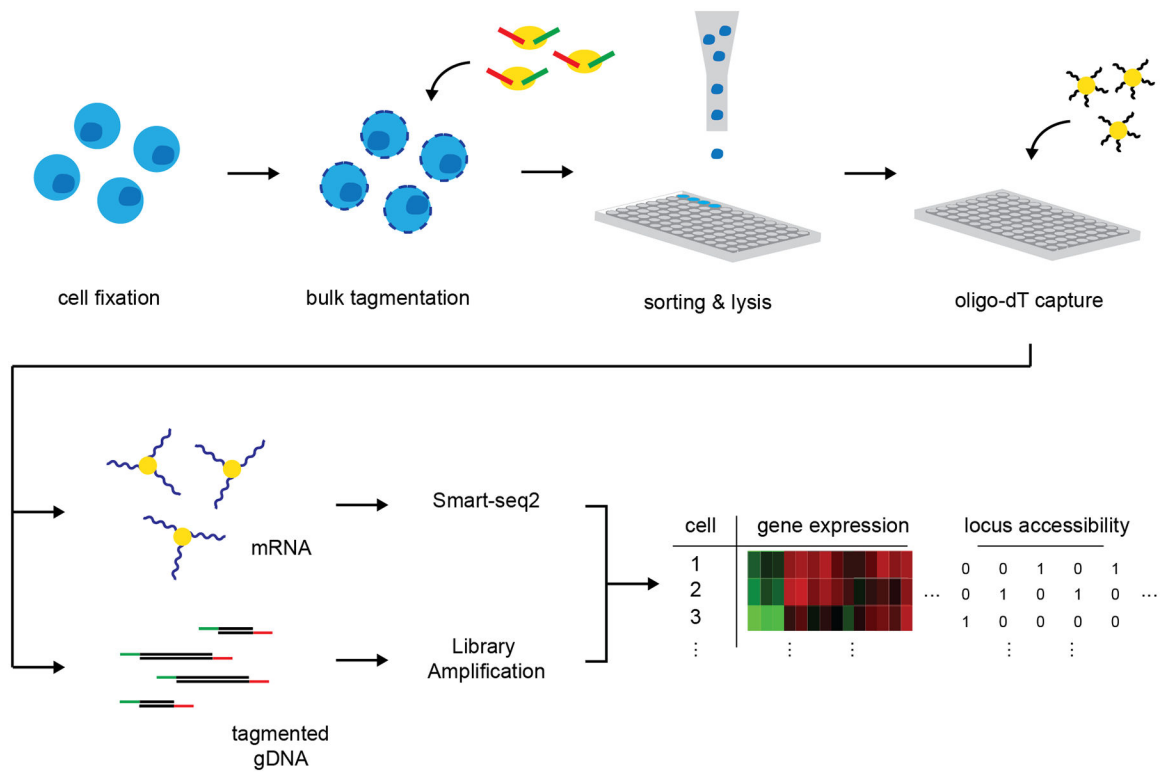 cell fixation
bulk tagmentation
sorting & lysis
oligo-dT capture
mRNA
Smart-seq2
tagmented
gDNA
Library
Amplification
cell gene expression locus accessibility
1 0 0 1 0 1
2 ... 0 1 0 1 0 ...
3 1 0 0 0 0
⋮ ⋮ ⋮ ⋮ ⋮